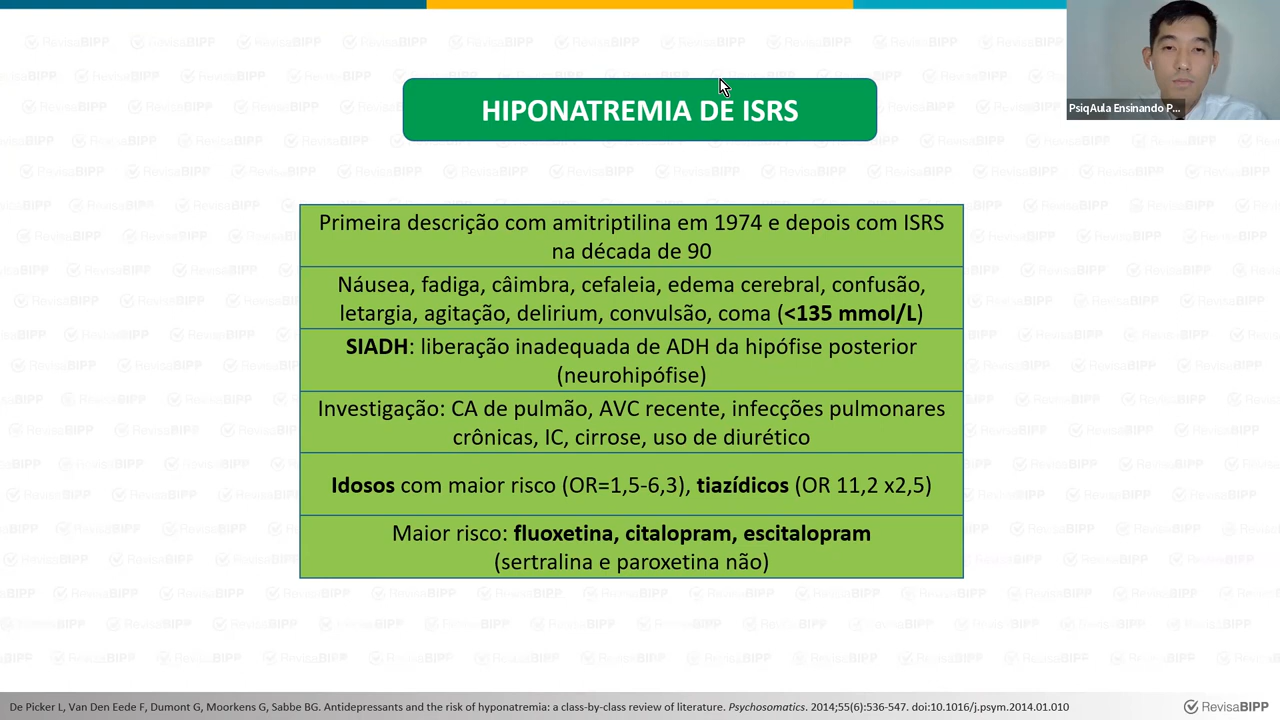 PsiqAula Ensinando P...
HIPONATREMIA DE ISRS
Primeira descrição com amitriptilina em 1974 e depois com ISRS
na década de 90
Náusea, fadiga, câimbra, cefaleia, edema cerebral, confusão,
letargia, agitação, delirium, convulsão, coma (<135 mmol/L)
SIADH: liberação inadequada de ADH da hipófise posterior
(neurohipófise)
Investigação: CA de pulmão, AVC recente, infecções pulmonares
crônicas, IC, cirrose, uso de diurético
Idosos com maior risco (OR=1,5-6,3), tiazídicos (OR 11,2 x2,5)
Maior risco: fluoxetina, citalopram, escitalopram
(sertralina e paroxetina não)
De Picker L, Van Den Eede F, Dumont G, Moorkens G, Sabbe BG. Antidepressants and the risk of hyponatremia: a class-by-class review of literature. Psychosomatics. 2014;55(6):536-547. doi:10.1016/j.psym.2014.01.010
RevisaBIPP